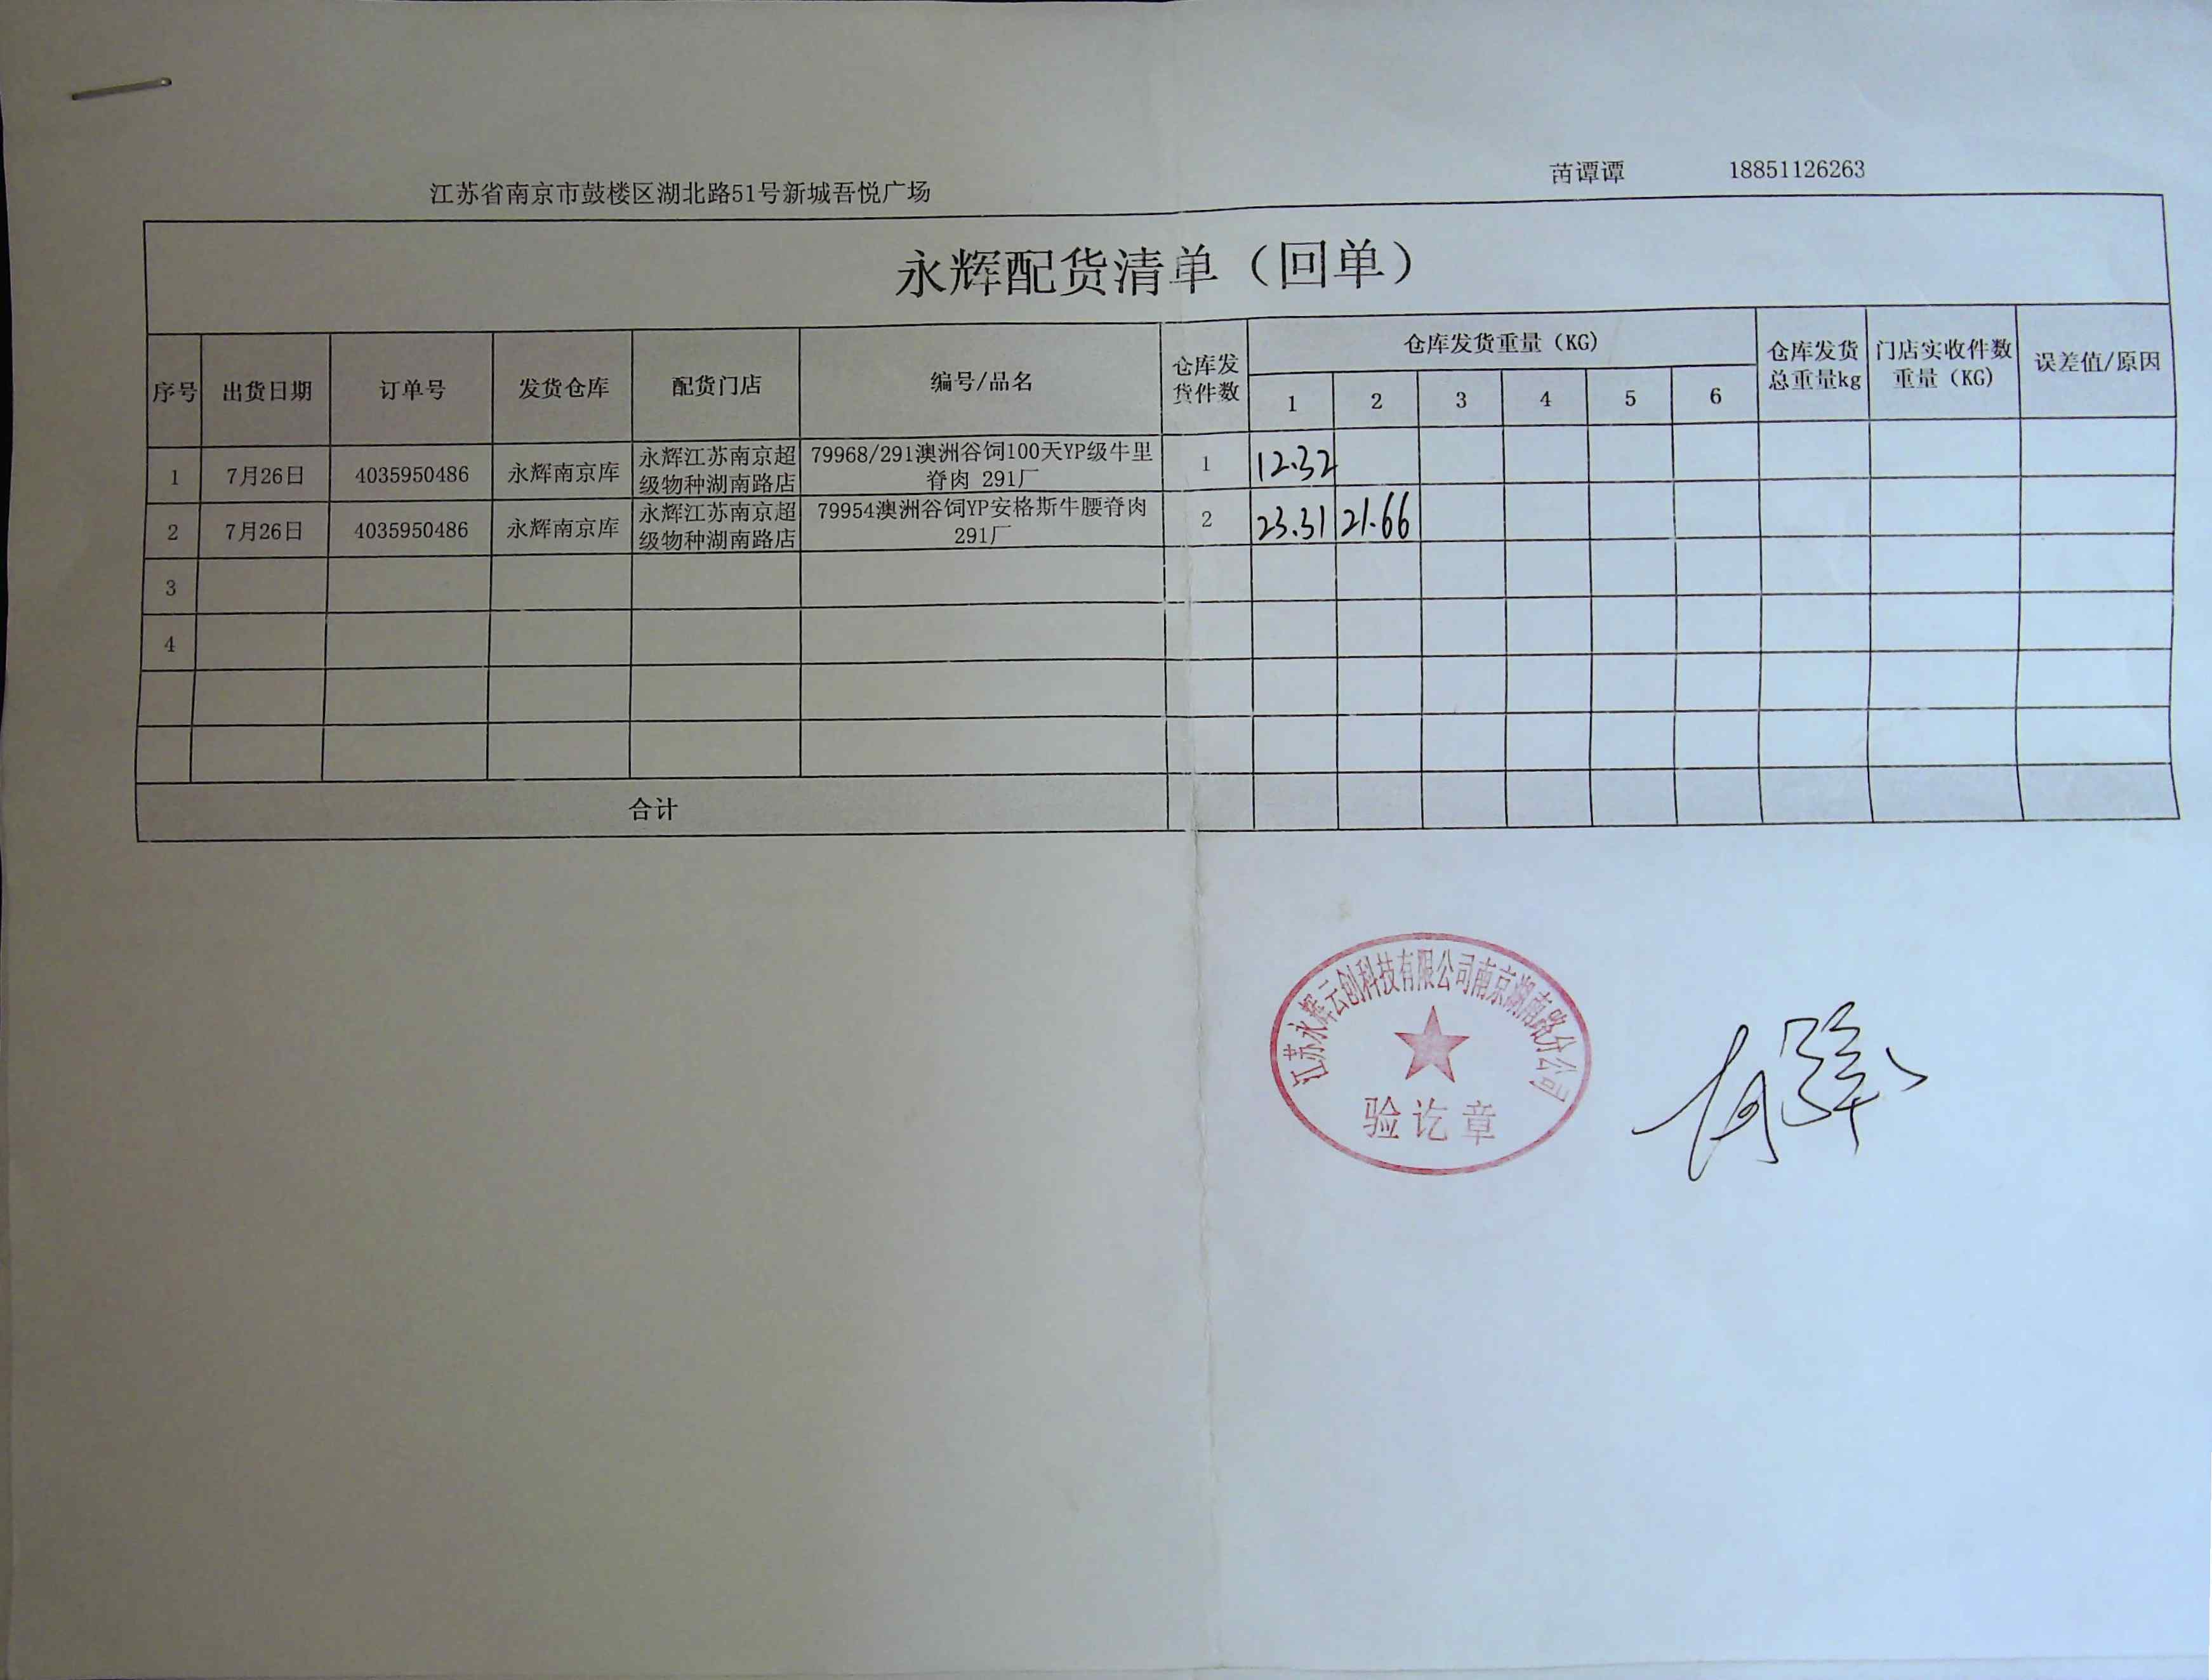 江苏省南京市鼓楼区湖北路51号新城吾悦广场 苗谭谭 18851126263
永辉配货清单（回单）
序号 出货日期 订单号 发货仓库 配货门店 编号/品名 仓库发货件数 仓库发货重量（KG） 仓库发货总重量kg 门店实收件数重量（KG） 误差值/原因
1 2 3 4 5 6
1 7月26日 4035950486 永辉南京库 永辉江苏南京超级物种湖南路店 79968/291澳洲谷饲100天YP级牛里脊肉 291厂 1 12.32
2 7月26日 4035950486 永辉南京库 永辉江苏南京超级物种湖南路店 79954澳洲谷饲YP安格斯牛腰脊肉 291厂 2 23.31 21.66
3
4
合计
江苏永辉云创科技有限公司南京湖南路分公司
验讫章